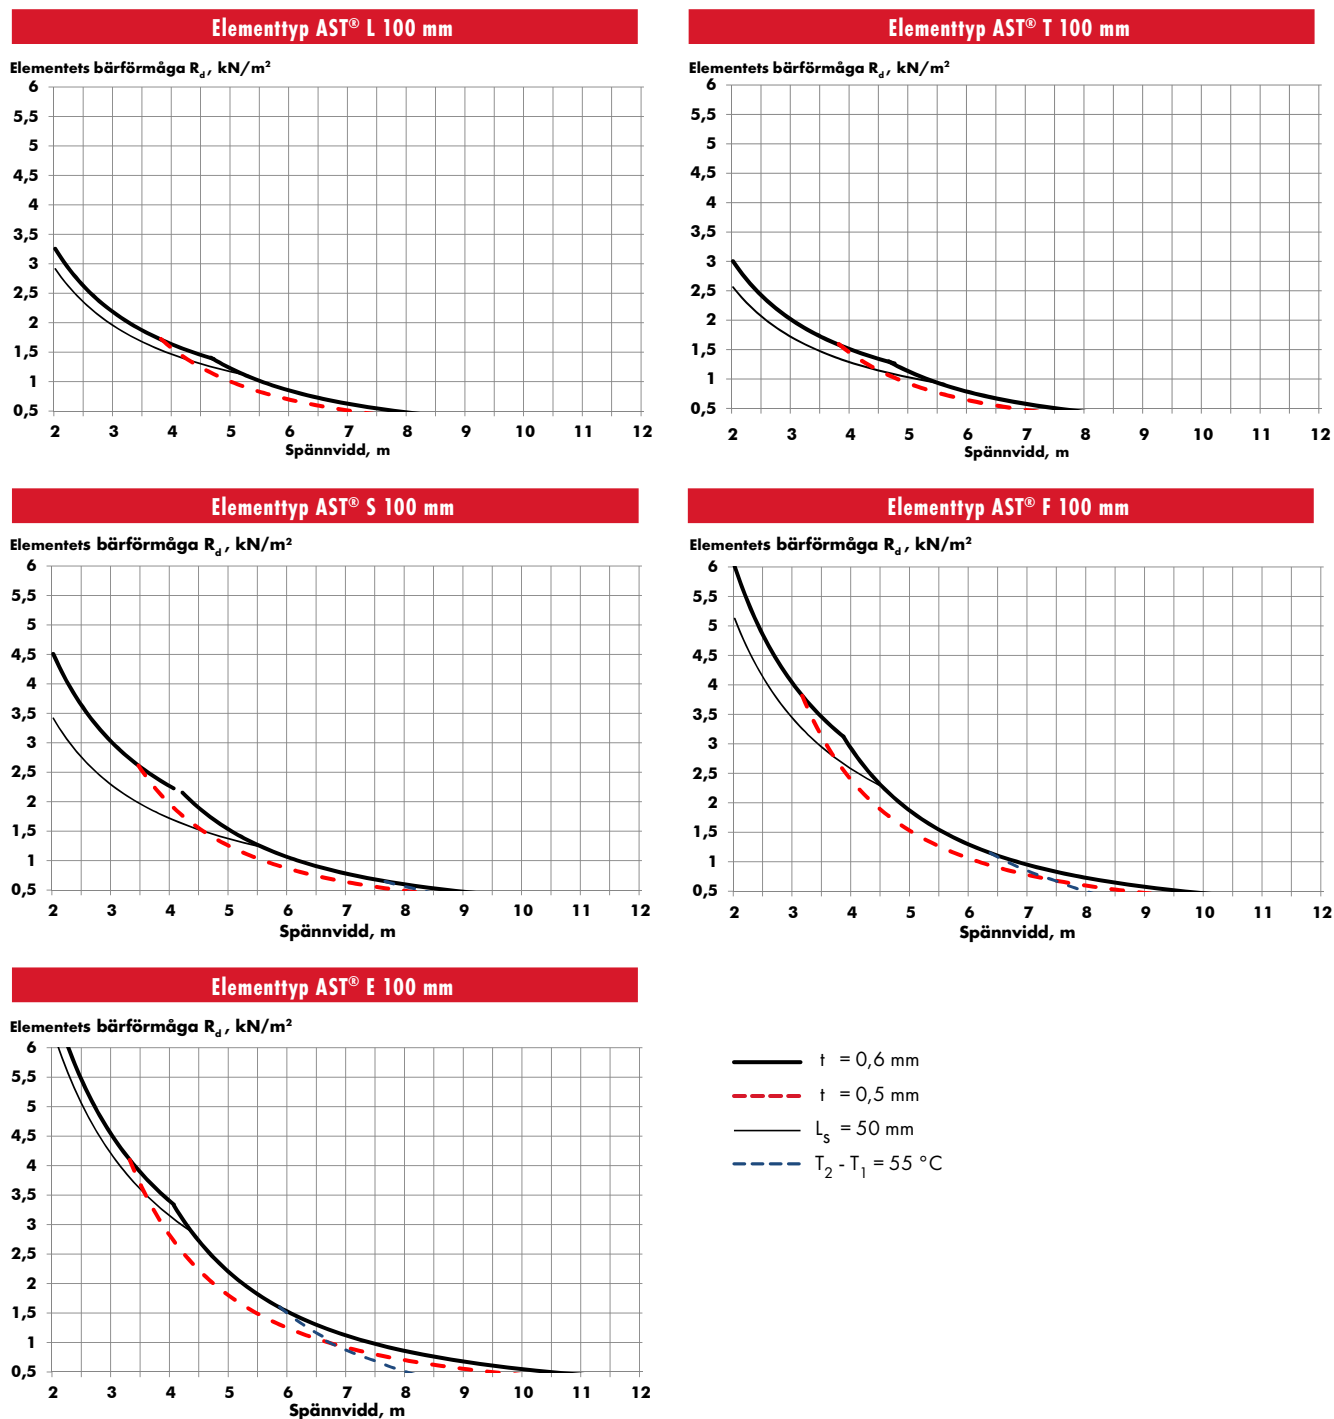 Elementtyp AST® L 100 mm
Elementets bärförmåga R_d, kN/m²
6
5,5
5
4,5
4
3,5
3
2,5
2
1,5
1
0,5
2 3 4 5 6 7 8 9 10 11 12
Spännvidd, m
Elementtyp AST® T 100 mm
Elementets bärförmåga R_d, kN/m²
6
5,5
5
4,5
4
3,5
3
2,5
2
1,5
1
0,5
2 3 4 5 6 7 8 9 10 11 12
Spännvidd, m
Elementtyp AST® S 100 mm
Elementets bärförmåga R_d, kN/m²
6
5,5
5
4,5
4
3,5
3
2,5
2
1,5
1
0,5
2 3 4 5 6 7 8 9 10 11 12
Spännvidd, m
Elementtyp AST® F 100 mm
Elementets bärförmåga R_d, kN/m²
6
5,5
5
4,5
4
3,5
3
2,5
2
1,5
1
0,5
2 3 4 5 6 7 8 9 10 11 12
Spännvidd, m
Elementtyp AST® E 100 mm
Elementets bärförmåga R_d, kN/m²
6
5,5
5
4,5
4
3,5
3
2,5
2
1,5
1
0,5
2 3 4 5 6 7 8 9 10 11 12
Spännvidd, m
t = 0,6 mm
t = 0,5 mm
L_s = 50 mm
T_2 - T_1 = 55 °C